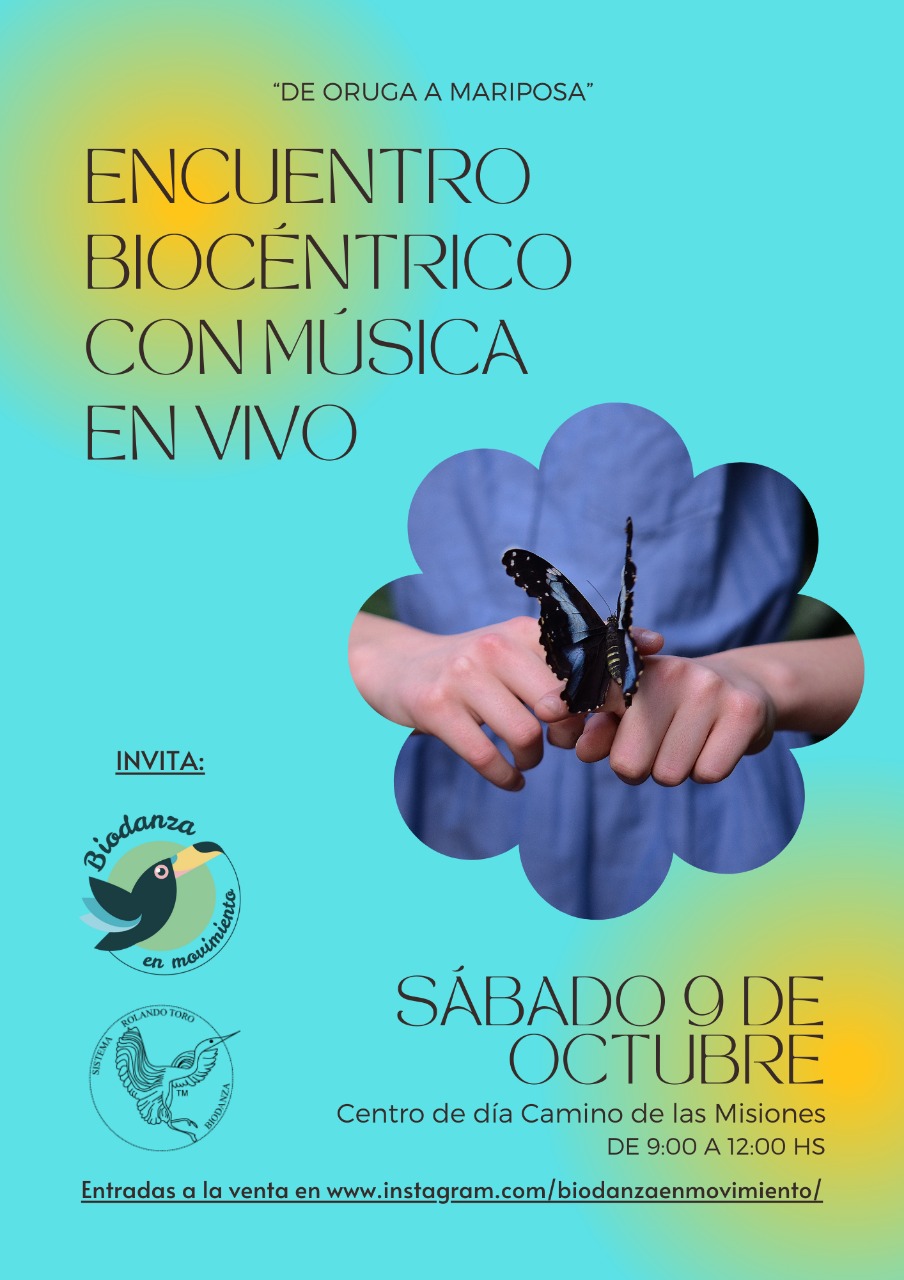 “DE ORUGA A MARIPOSA”
ENCUENTRO
BIOCÉNTRICO
CON MÚSICA
EN VIVO
INVITA:
Biodanza
en movimiento
SISTEMA ROLANDO TORO
TM
BIODANZA
SÁBADO 9 DE
OCTUBRE
Centro de día Camino de las Misiones
DE 9:00 A 12:00 HS
Entradas a la venta en www.instagram.com/biodanzaenmovimiento/